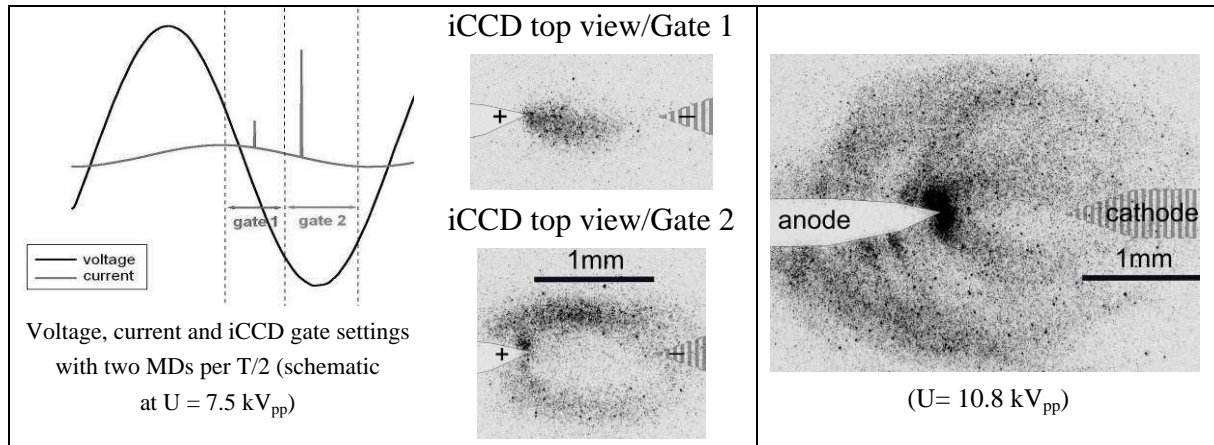 gate 1
gate 2
voltage
current
Voltage, current and iCCD gate settings
with two MDs per T/2 (schematic
at U = 7.5 kVpp)
iCCD top view/Gate 1
+
−
iCCD top view/Gate 2
1mm
+
−
anode
cathode
1mm
(U= 10.8 kVpp)